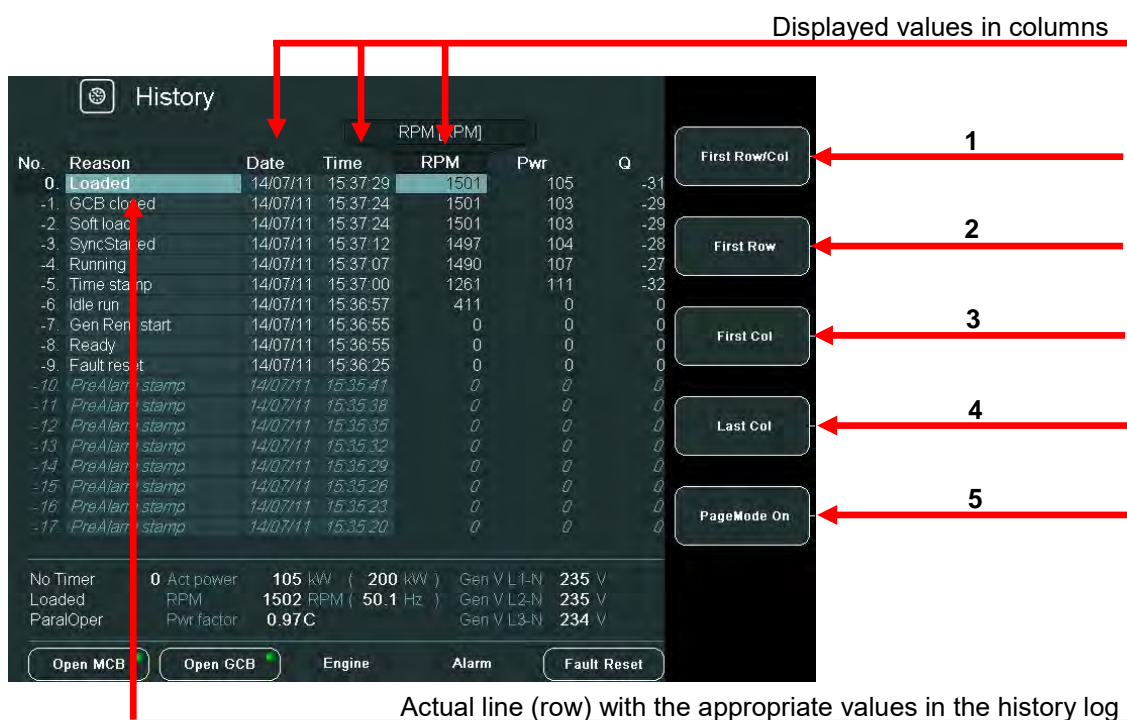 Displayed values in columns
History
RPM [RPM]
No. Reason Date Time RPM Pwr Q
0. Loaded 14/07/11 15:37:29 1501 105 -31
-1. GCB closed 14/07/11 15:37:24 1501 103 -29
-2. Soft load 14/07/11 15:37:24 1501 103 -29
-3. SyncStarted 14/07/11 15:37:12 1497 104 -28
-4. Running 14/07/11 15:37:07 1490 107 -27
-5. Time stamp 14/07/11 15:37:00 1261 111 -32
-6. Idle run 14/07/11 15:36:57 411 0 0
-7. Gen Rem start 14/07/11 15:36:55 0 0 0
-8. Ready 14/07/11 15:36:55 0 0 0
-9. Fault reset 14/07/11 15:36:25 0 0 0
-10. PreAlarm stamp 14/07/11 15:35:41 0 0 0
-11. PreAlarm stamp 14/07/11 15:35:38 0 0 0
-12. PreAlarm stamp 14/07/11 15:35:35 0 0 0
-13. PreAlarm stamp 14/07/11 15:35:32 0 0 0
-14. PreAlarm stamp 14/07/11 15:35:29 0 0 0
-15. PreAlarm stamp 14/07/11 15:35:26 0 0 0
-16. PreAlarm stamp 14/07/11 15:35:23 0 0 0
-17. PreAlarm stamp 14/07/11 15:35:20 0 0 0
No Timer 0 Act power 105 kW ( 200 kW ) Gen V L1-N 235 V
Loaded RPM 1502 RPM ( 50.1 Hz ) Gen V L2-N 235 V
ParalOper Pwr factor 0.97C Gen V L3-N 234 V
Open MCB Open GCB Engine Alarm Fault Reset
First Row/Col 1
First Row 2
First Col 3
Last Col 4
PageMode On 5
Actual line (row) with the appropriate values in the history log